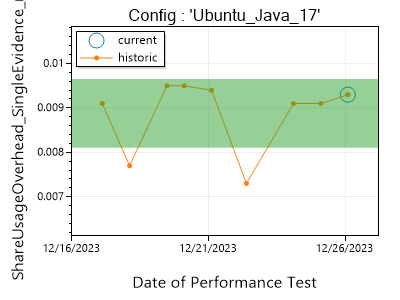 Config : 'Ubuntu_Java_17'
current
historic
0.01
0.009
0.008
0.007
12/16/2023
12/21/2023
12/26/2023
Date of Performance Test
ShareUsageOverhead_SingleEvidence_